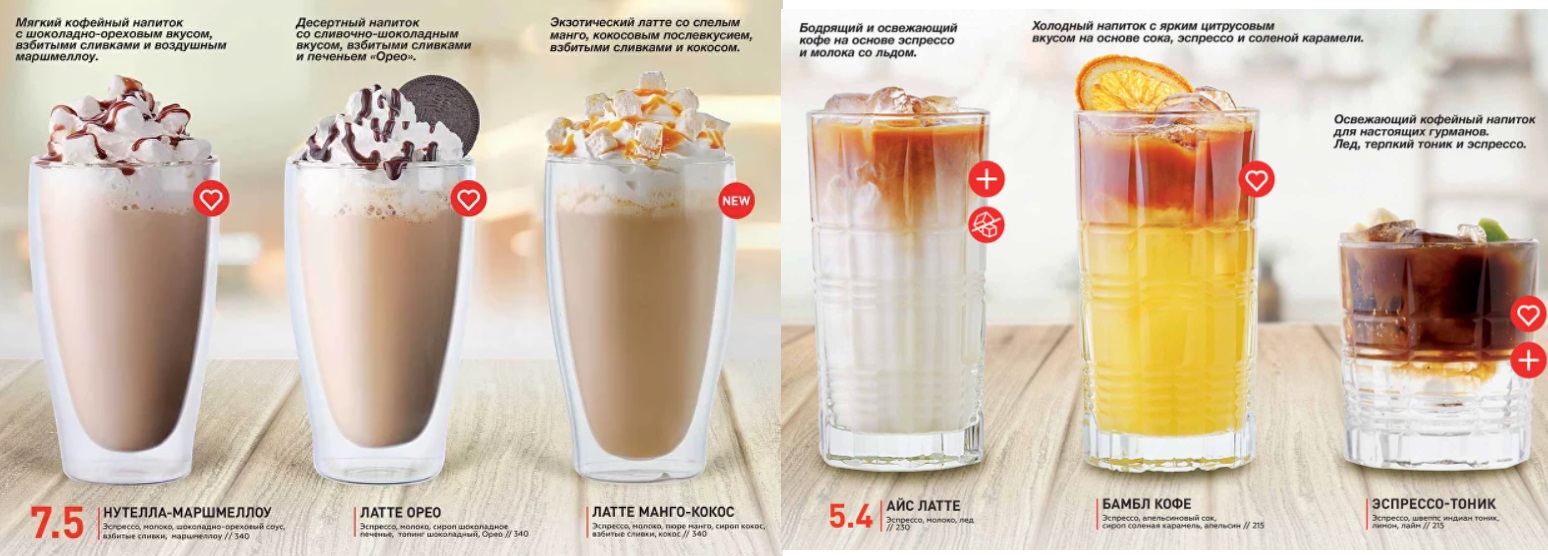 Мягкий кофейный напиток
с шоколадно-ореховым вкусом,
взбитыми сливками и воздушным
маршмеллоу.
Десертный напиток
со сливочно-шоколадным
вкусом, взбитыми сливками
и печеньем «Орео».
Экзотический латте со спелым
манго, кокосовым послевкусием,
взбитыми сливками и кокосом.
NEW
7.5
НУТЕЛЛА-МАРШМЕЛЛОУ
Эспрессо, молоко, шоколадно-ореховый соус,
взбитые сливки, маршмеллоу // 340
ЛАТТЕ ОРЕО
Эспрессо, молоко, сироп шоколадное
печенье, топинг шоколадный, Орео // 340
ЛАТТЕ МАНГО-КОКОС
Эспрессо, молоко, пюре манго, сироп кокос,
взбитые сливки, кокос // 340
Бодрящий и освежающий
кофе на основе эспрессо
и молока со льдом.
Холодный напиток с ярким цитрусовым
вкусом на основе сока, эспрессо и соленой карамели.
Освежающий кофейный напиток
для настоящих гурманов.
Лед, терпкий тоник и эспрессо.
5.4
АЙС ЛАТТЕ
Эспрессо, молоко, лед
// 230
БАМБЛ КОФЕ
Эспрессо, апельсиновый сок,
сироп соленая карамель, апельсин // 215
ЭСПРЕССО-ТОНИК
Эспрессо, швеппс индиан тоник,
лимон, лайм // 215